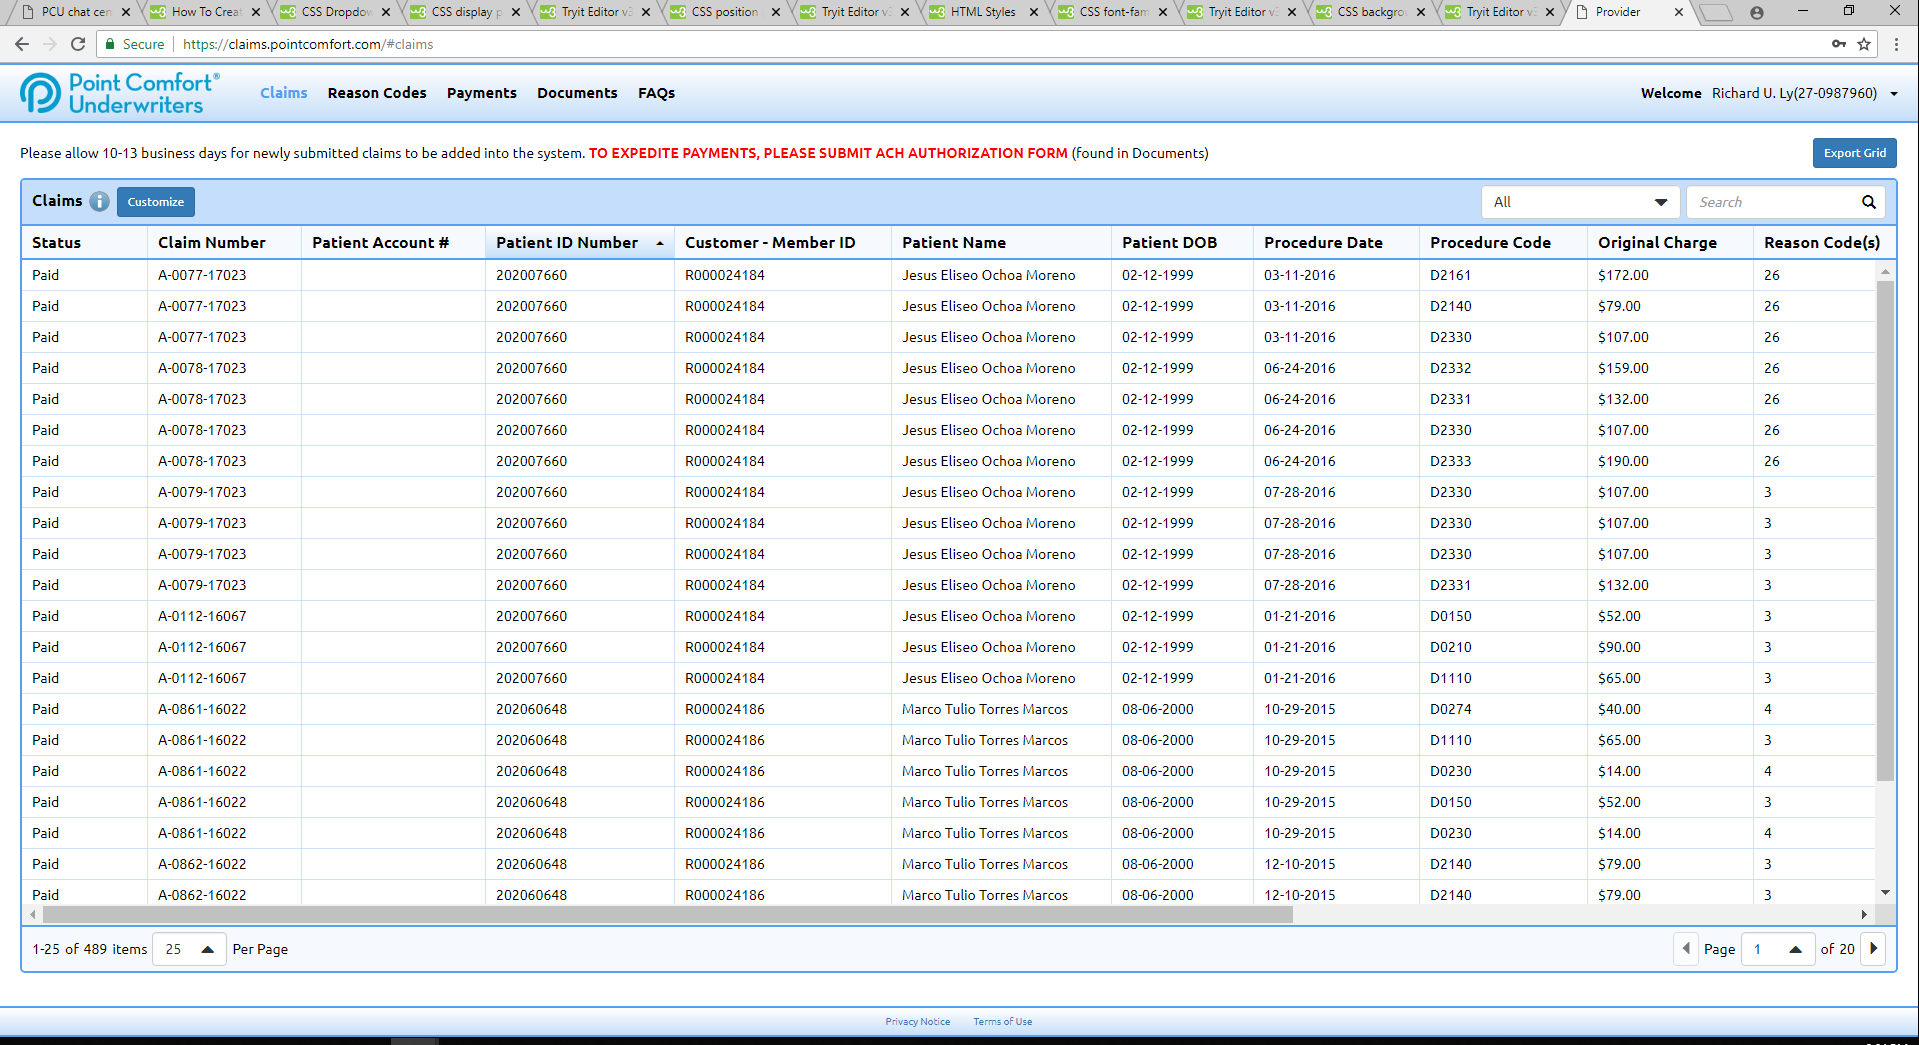 PCU chat cen How To Creat CSS Dropdow CSS display p Tryit Editor v3 CSS position Tryit Editor v3 HTML Styles CSS font-fam Tryit Editor v3 CSS backgrou Tryit Editor v3 Provider
Secure https://claims.pointcomfort.com/#claims
Point Comfort®
Underwriters
Claims Reason Codes Payments Documents FAQs Welcome Richard U. Ly(27-0987960)
Please allow 10-13 business days for newly submitted claims to be added into the system. TO EXPEDITE PAYMENTS, PLEASE SUBMIT ACH AUTHORIZATION FORM (found in Documents) Export Grid
Claims i Customize All Search
Status Claim Number Patient Account # Patient ID Number Customer - Member ID Patient Name Patient DOB Procedure Date Procedure Code Original Charge Reason Code(s)
Paid A-0077-17023 202007660 R000024184 Jesus Eliseo Ochoa Moreno 02-12-1999 03-11-2016 D2161 $172.00 26
Paid A-0077-17023 202007660 R000024184 Jesus Eliseo Ochoa Moreno 02-12-1999 03-11-2016 D2140 $79.00 26
Paid A-0077-17023 202007660 R000024184 Jesus Eliseo Ochoa Moreno 02-12-1999 03-11-2016 D2330 $107.00 26
Paid A-0078-17023 202007660 R000024184 Jesus Eliseo Ochoa Moreno 02-12-1999 06-24-2016 D2332 $159.00 26
Paid A-0078-17023 202007660 R000024184 Jesus Eliseo Ochoa Moreno 02-12-1999 06-24-2016 D2331 $132.00 26
Paid A-0078-17023 202007660 R000024184 Jesus Eliseo Ochoa Moreno 02-12-1999 06-24-2016 D2330 $107.00 26
Paid A-0078-17023 202007660 R000024184 Jesus Eliseo Ochoa Moreno 02-12-1999 06-24-2016 D2333 $190.00 26
Paid A-0079-17023 202007660 R000024184 Jesus Eliseo Ochoa Moreno 02-12-1999 07-28-2016 D2330 $107.00 3
Paid A-0079-17023 202007660 R000024184 Jesus Eliseo Ochoa Moreno 02-12-1999 07-28-2016 D2330 $107.00 3
Paid A-0079-17023 202007660 R000024184 Jesus Eliseo Ochoa Moreno 02-12-1999 07-28-2016 D2330 $107.00 3
Paid A-0079-17023 202007660 R000024184 Jesus Eliseo Ochoa Moreno 02-12-1999 07-28-2016 D2331 $132.00 3
Paid A-0112-16067 202007660 R000024184 Jesus Eliseo Ochoa Moreno 02-12-1999 01-21-2016 D0150 $52.00 3
Paid A-0112-16067 202007660 R000024184 Jesus Eliseo Ochoa Moreno 02-12-1999 01-21-2016 D0210 $90.00 3
Paid A-0112-16067 202007660 R000024184 Jesus Eliseo Ochoa Moreno 02-12-1999 01-21-2016 D1110 $65.00 3
Paid A-0861-16022 202060648 R000024186 Marco Tulio Torres Marcos 08-06-2000 10-29-2015 D0274 $40.00 4
Paid A-0861-16022 202060648 R000024186 Marco Tulio Torres Marcos 08-06-2000 10-29-2015 D1110 $65.00 3
Paid A-0861-16022 202060648 R000024186 Marco Tulio Torres Marcos 08-06-2000 10-29-2015 D0230 $14.00 4
Paid A-0861-16022 202060648 R000024186 Marco Tulio Torres Marcos 08-06-2000 10-29-2015 D0150 $52.00 3
Paid A-0861-16022 202060648 R000024186 Marco Tulio Torres Marcos 08-06-2000 10-29-2015 D0230 $14.00 4
Paid A-0862-16022 202060648 R000024186 Marco Tulio Torres Marcos 08-06-2000 12-10-2015 D2140 $79.00 3
Paid A-0862-16022 202060648 R000024186 Marco Tulio Torres Marcos 08-06-2000 12-10-2015 D2140 $79.00 3
1-25 of 489 items 25 Per Page Page 1 of 20
Privacy Notice Terms of Use